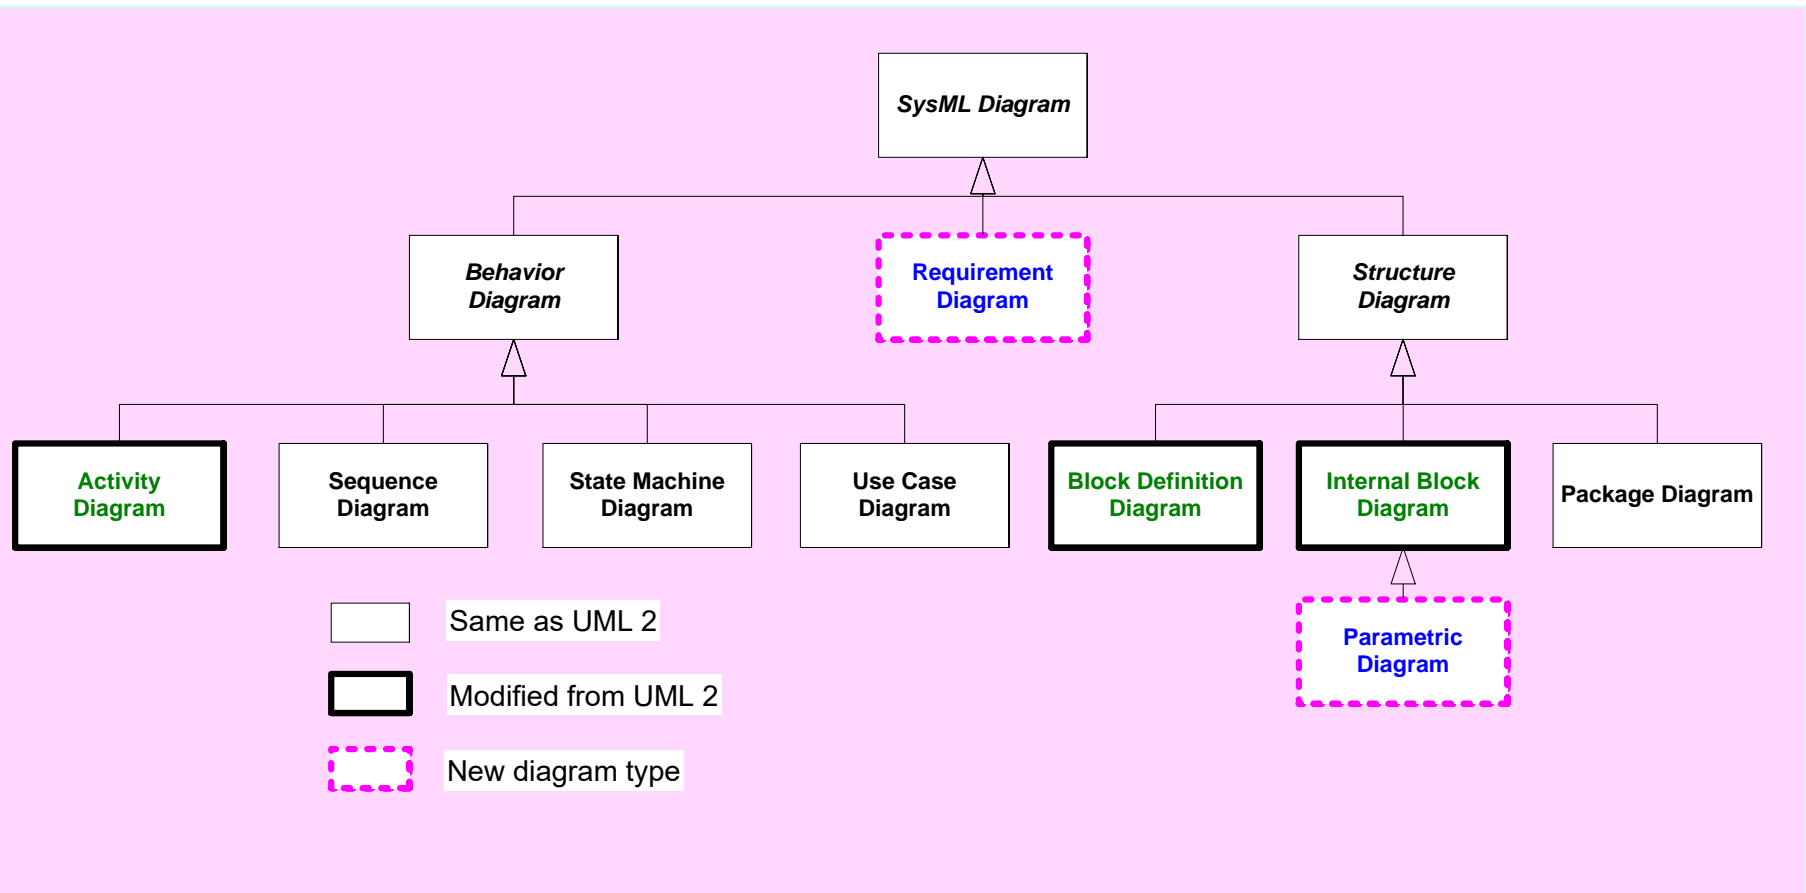 SysML Diagram
Behavior
Diagram
Requirement
Diagram
Structure
Diagram
Activity
Diagram
Sequence
Diagram
State Machine
Diagram
Use Case
Diagram
Block Definition
Diagram
Internal Block
Diagram
Package Diagram
Parametric
Diagram
Same as UML 2
Modified from UML 2
New diagram type